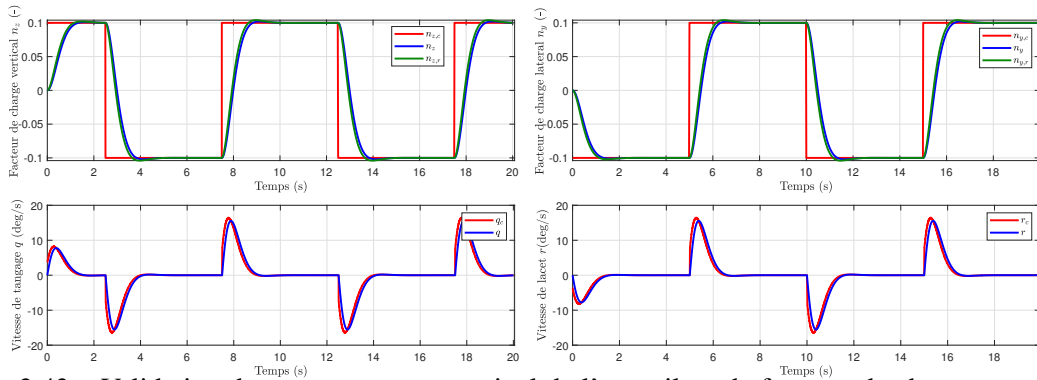 Facteur de charge vertical n_z (-)
0.1
0.05
0
-0.05
-0.1
n_{z,c}
n_z
n_{z,r}
0 2 4 6 8 10 12 14 16 18 20
Temps (s)
Facteur de charge lateral n_y (-)
0.1
0.05
0
-0.05
-0.1
n_{y,c}
n_y
n_{y,r}
0 2 4 6 8 10 12 14 16 18
Temps (s)
Vitesse de tangage q (deg/s)
20
10
0
-10
-20
q_c
q
0 2 4 6 8 10 12 14 16 18 20
Temps (s)
Vitesse de lacet r(deg/s)
20
10
0
-10
-20
r_c
r
0 2 4 6 8 10 12 14 16 18
Temps (s)